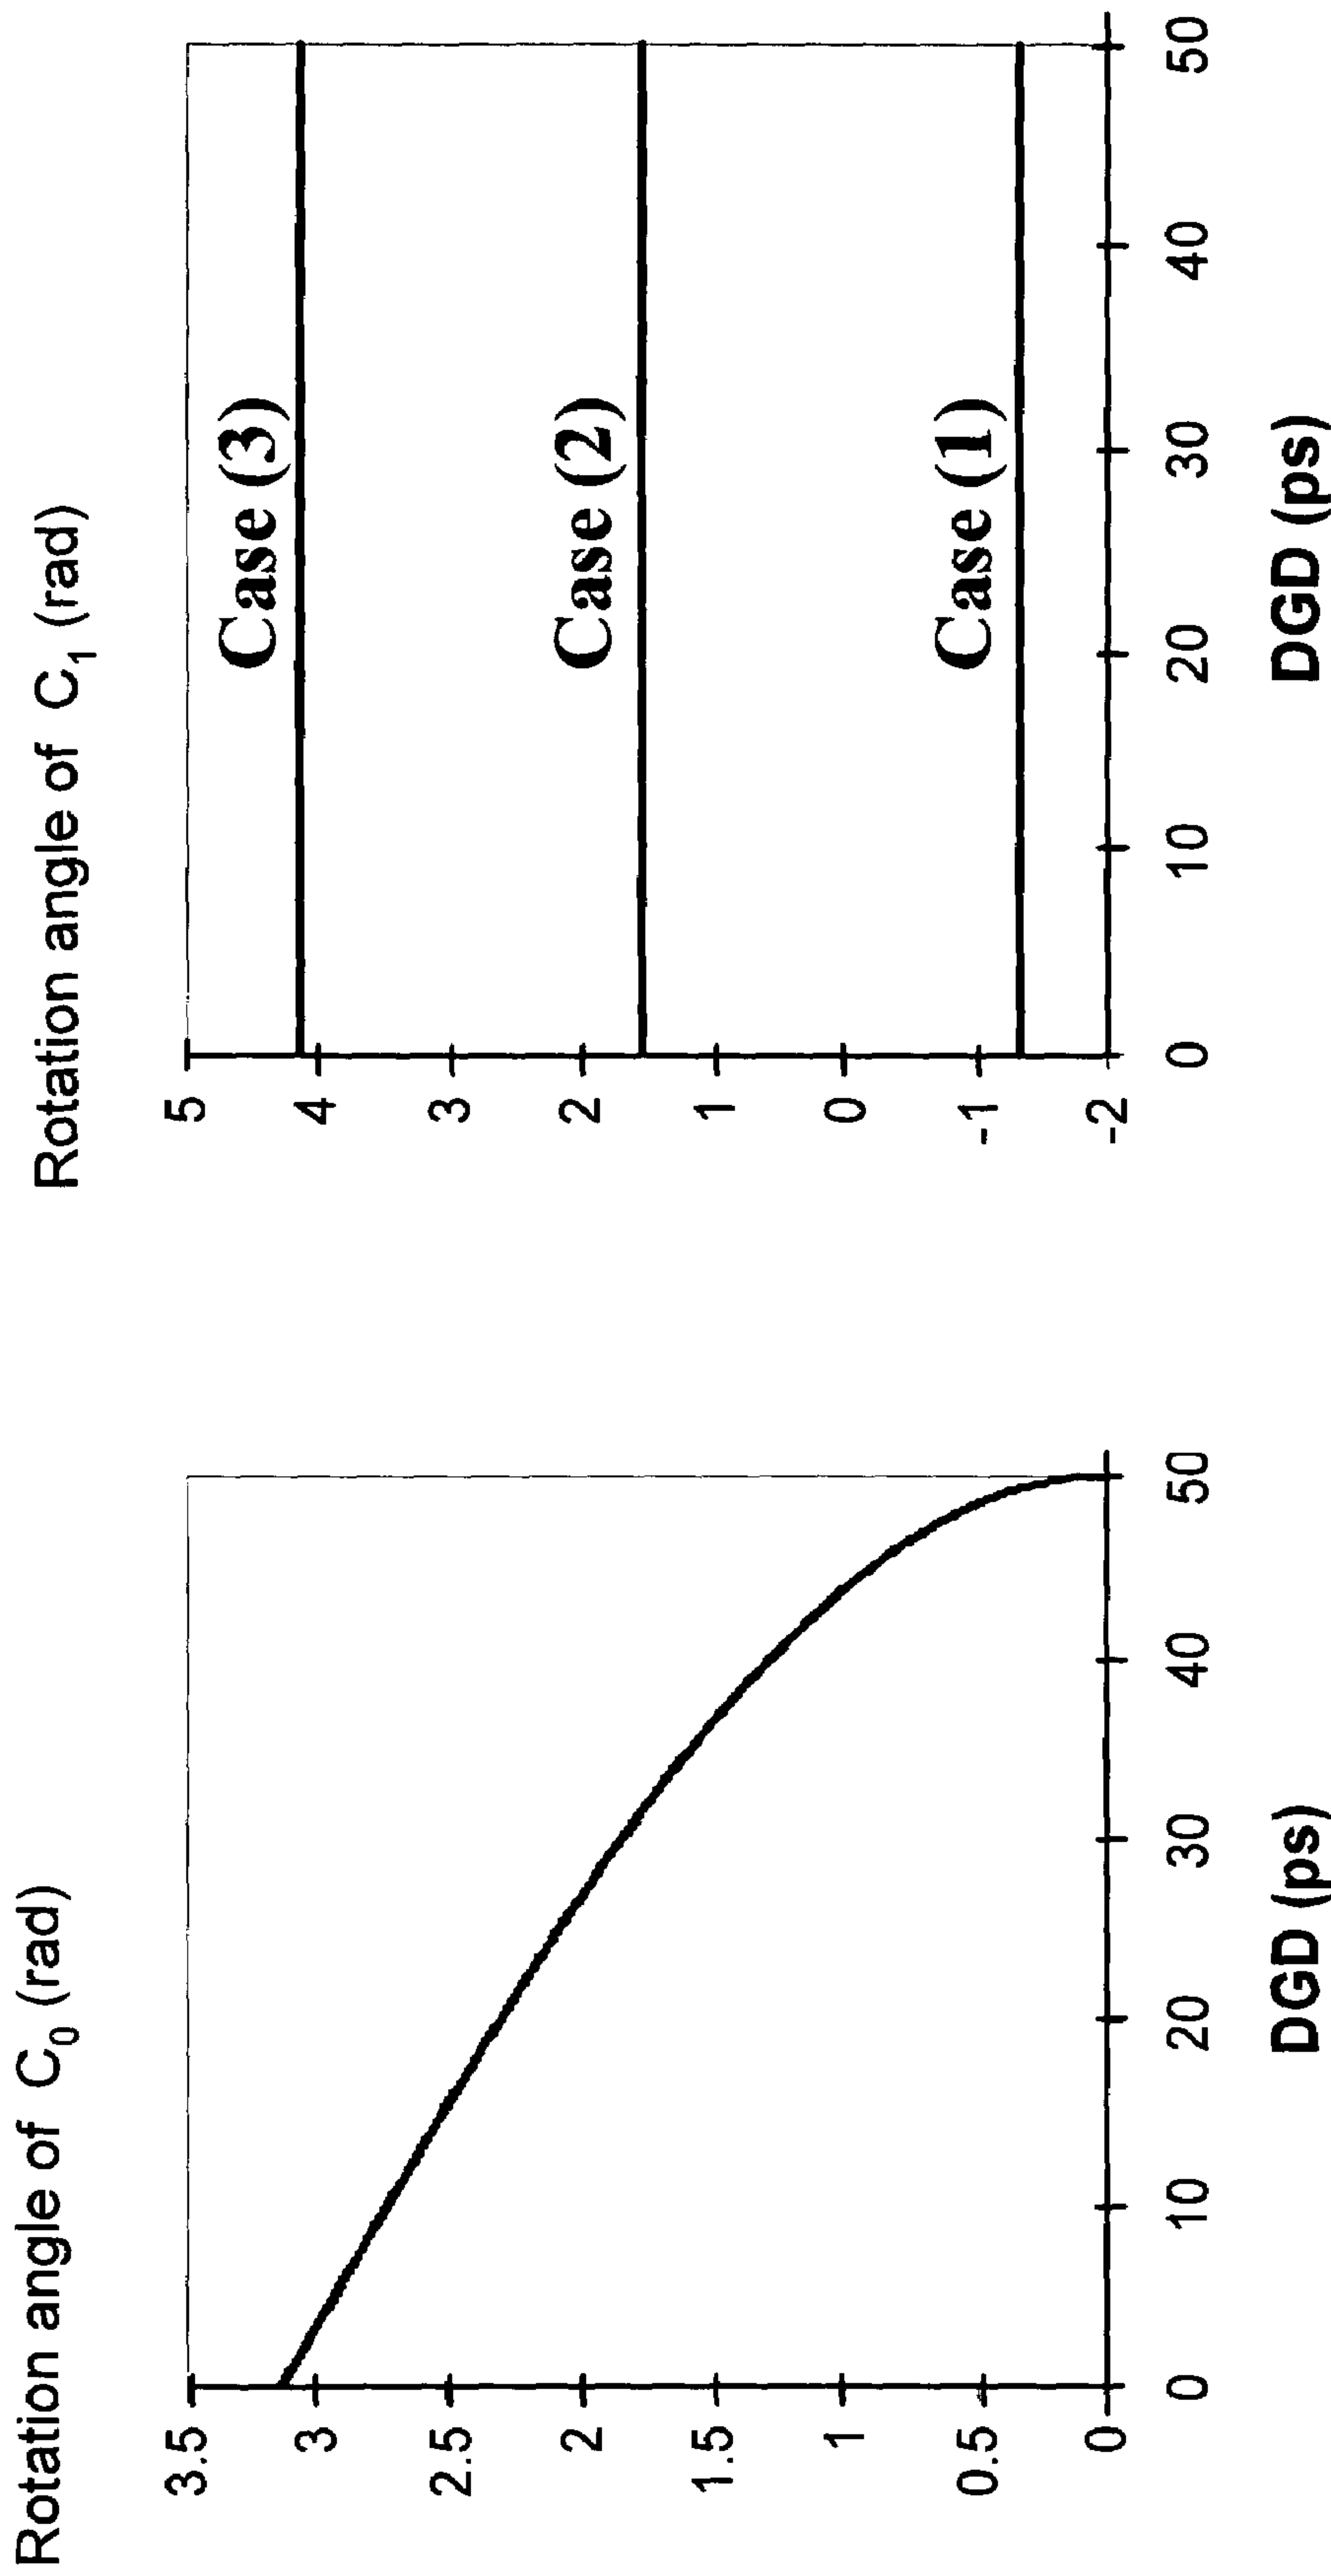 Rotation angle of C₀ (rad)
3.5
3
2.5
2
1.5
1
0.5
0
0 10 20 30 40 50
DGD (ps)
Rotation angle of C₁ (rad)
5
4
3
2
1
0
-1
-2
Case (3)
Case (2)
Case (1)
0 10 20 30 40 50
DGD (ps)